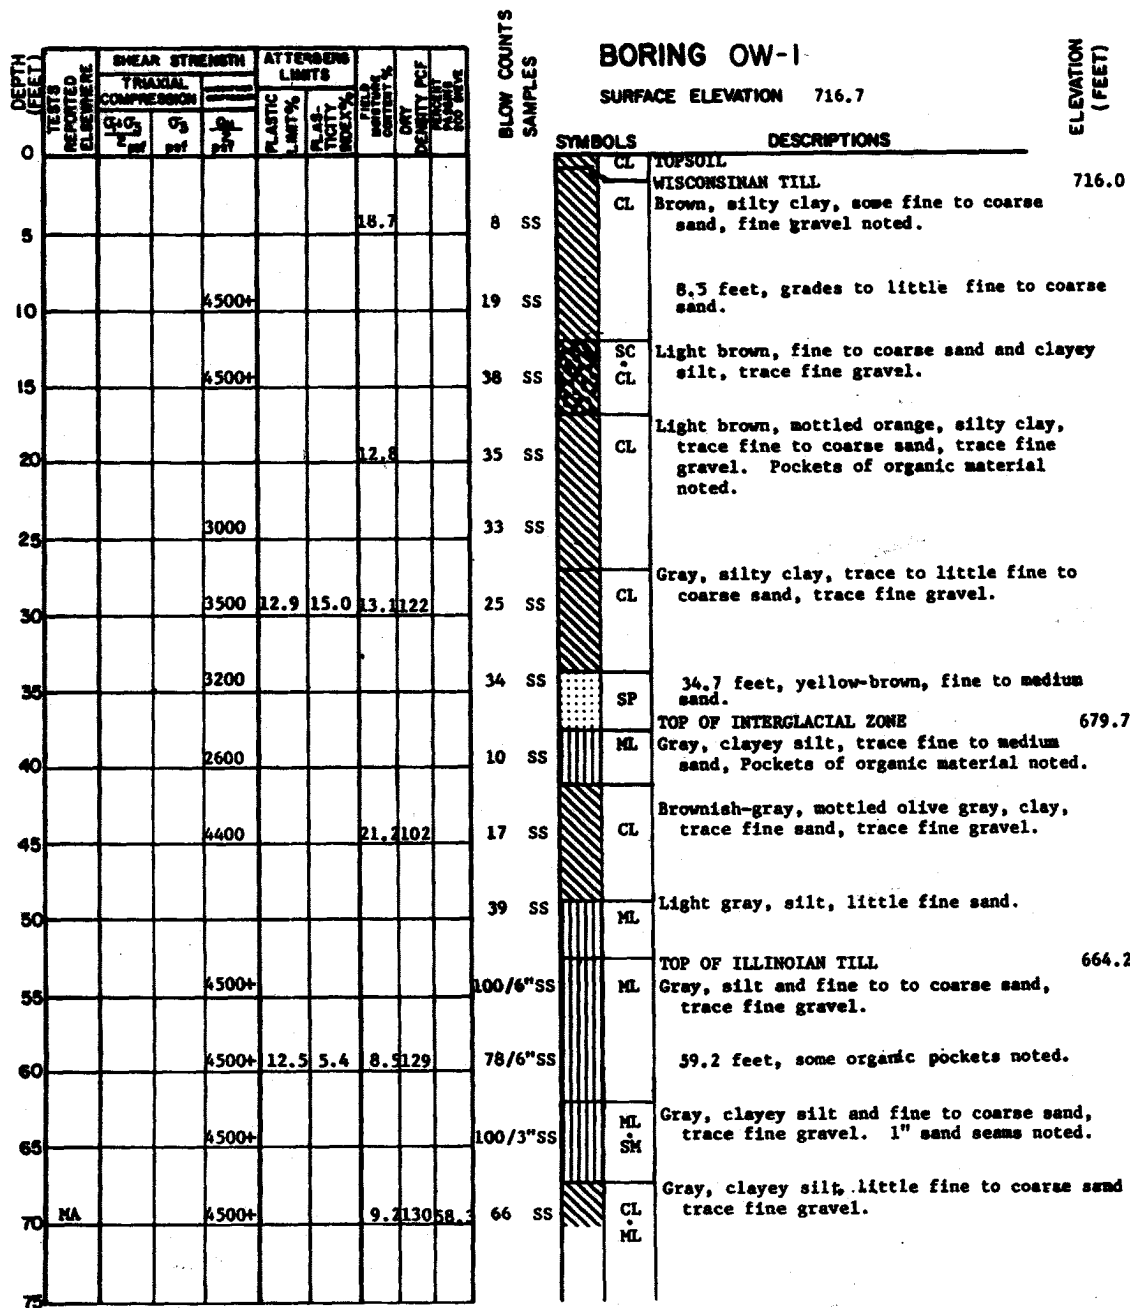 BORING OW-1
SURFACE ELEVATION 716.7
DEPTH (FEET)
TESTS REPORTED ELSEWHERE
SHEAR STRENGTH
TRIAXIAL COMPRESSION
psf
psf
ATTERBERG LIMITS
PLASTIC LIMIT %
PLAS-TICITY INDEX %
FIELD MOISTURE CONTENT %
DRY DENSITY PCF
PERCENT PASSING 200 SIEVE
BLOW COUNTS
SAMPLES
SYMBOLS
DESCRIPTIONS
ELEVATION (FEET)
0
CL TOPSOIL
WISCONSINAN TILL 716.0
CL Brown, silty clay, some fine to coarse
18.7 8 SS sand, fine gravel noted.
5
8.5 feet, grades to little fine to coarse
4500+ 19 SS sand.
10
SC Light brown, fine to coarse sand and clayey
4500+ 38 SS CL silt, trace fine gravel.
15
Light brown, mottled orange, silty clay,
CL trace fine to coarse sand, trace fine
12.8 35 SS gravel. Pockets of organic material
20
noted.
3000 33 SS
25
Gray, silty clay, trace to little fine to
CL coarse sand, trace fine gravel.
3500 12.9 15.0 13.1 122 25 SS
30
3200 34 SS 34.7 feet, yellow-brown, fine to medium
35
SP sand.
TOP OF INTERGLACIAL ZONE 679.7
ML Gray, clayey silt, trace fine to medium
2600 10 SS sand, Pockets of organic material noted.
40
Brownish-gray, mottled olive gray, clay,
4400 21.2 102 17 SS CL trace fine sand, trace fine gravel.
45
39 SS Light gray, silt, little fine sand.
ML
50
TOP OF ILLINOIAN TILL 664.2
4500+ 100/6" SS ML Gray, silt and fine to to coarse sand,
55
trace fine gravel.
4500+ 12.5 5.4 8.5 129 78/6" SS 59.2 feet, some organic pockets noted.
60
ML Gray, clayey silt and fine to coarse sand,
4500+ 100/3" SS SM trace fine gravel. 1" sand seams noted.
65
Gray, clayey silt, little fine to coarse sand
MA 4500+ 9.2 130 58.3 66 SS CL trace fine gravel.
70
ML
75